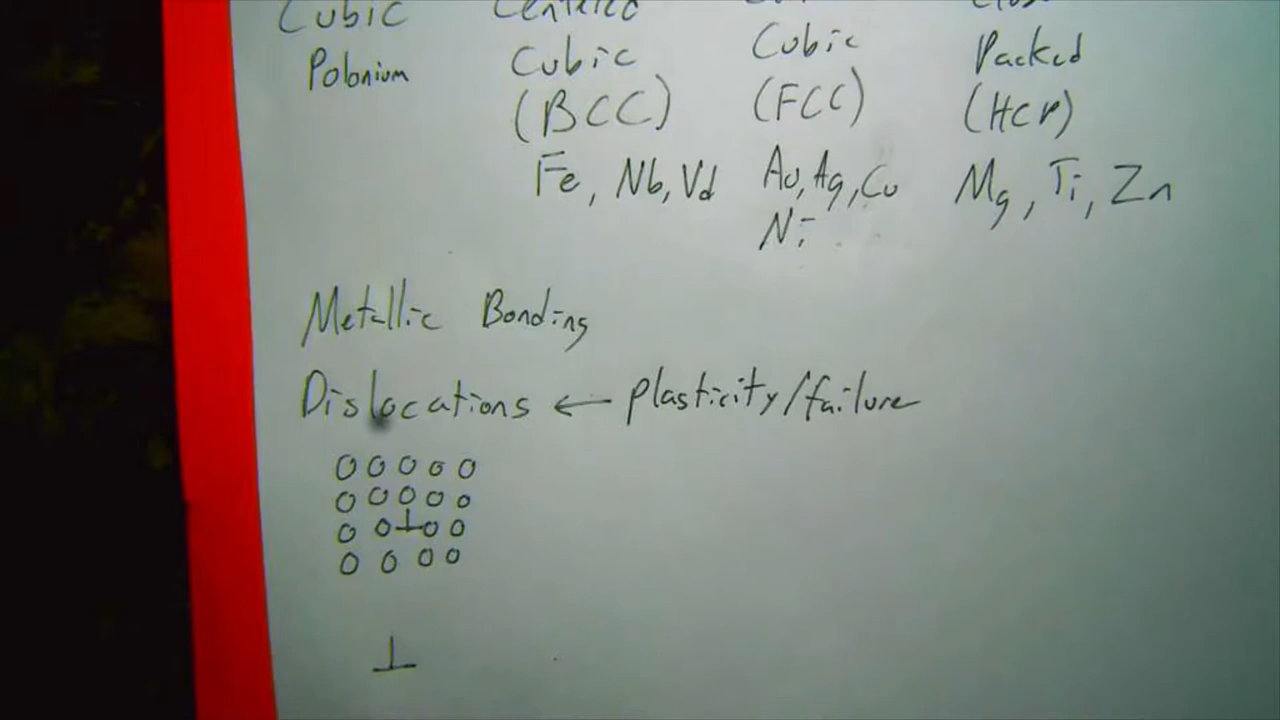 Cubic Centered
Polonium Cubic Cubic Packed
(BCC) (FCC) (HCP)
Fe, Nb, Vd Au, Ag, Cu Mg, Ti, Zn
Ni
Metallic Bonding
Dislocations ← plasticity/failure